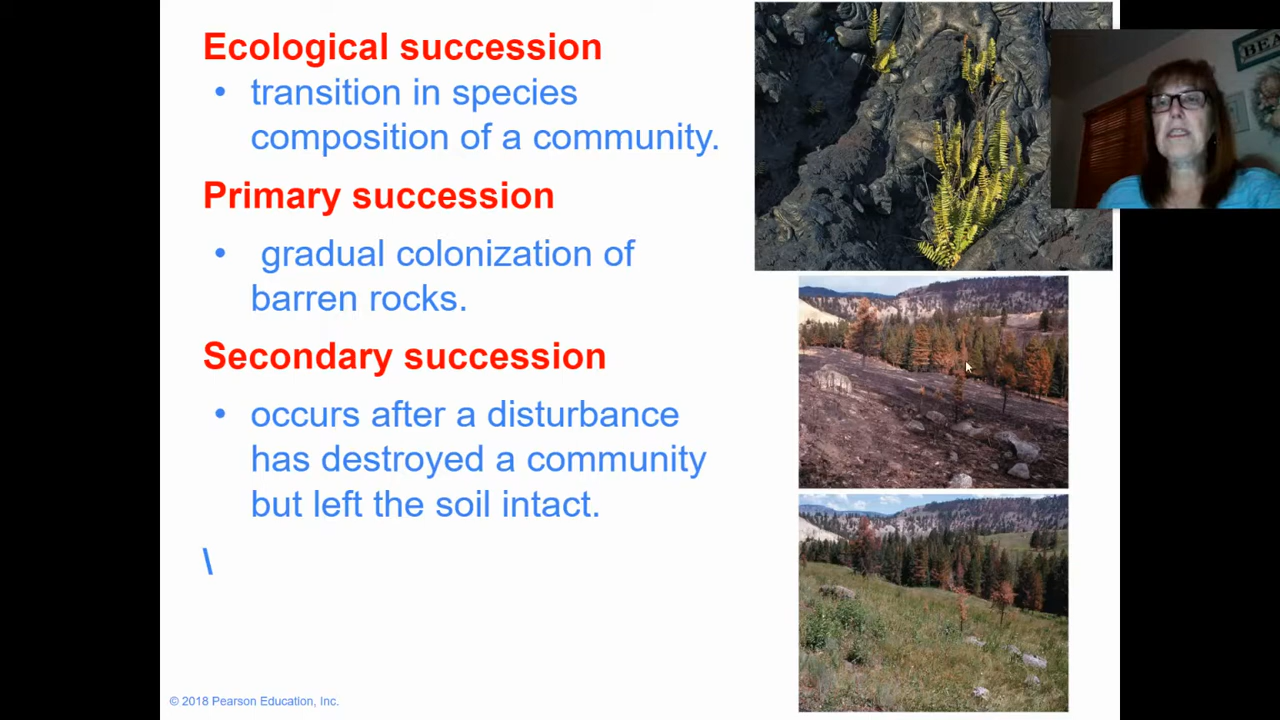 Ecological succession
• transition in species
composition of a community.
Primary succession
• gradual colonization of
barren rocks.
Secondary succession
• occurs after a disturbance
has destroyed a community
but left the soil intact.
\
© 2018 Pearson Education, Inc.
BEA